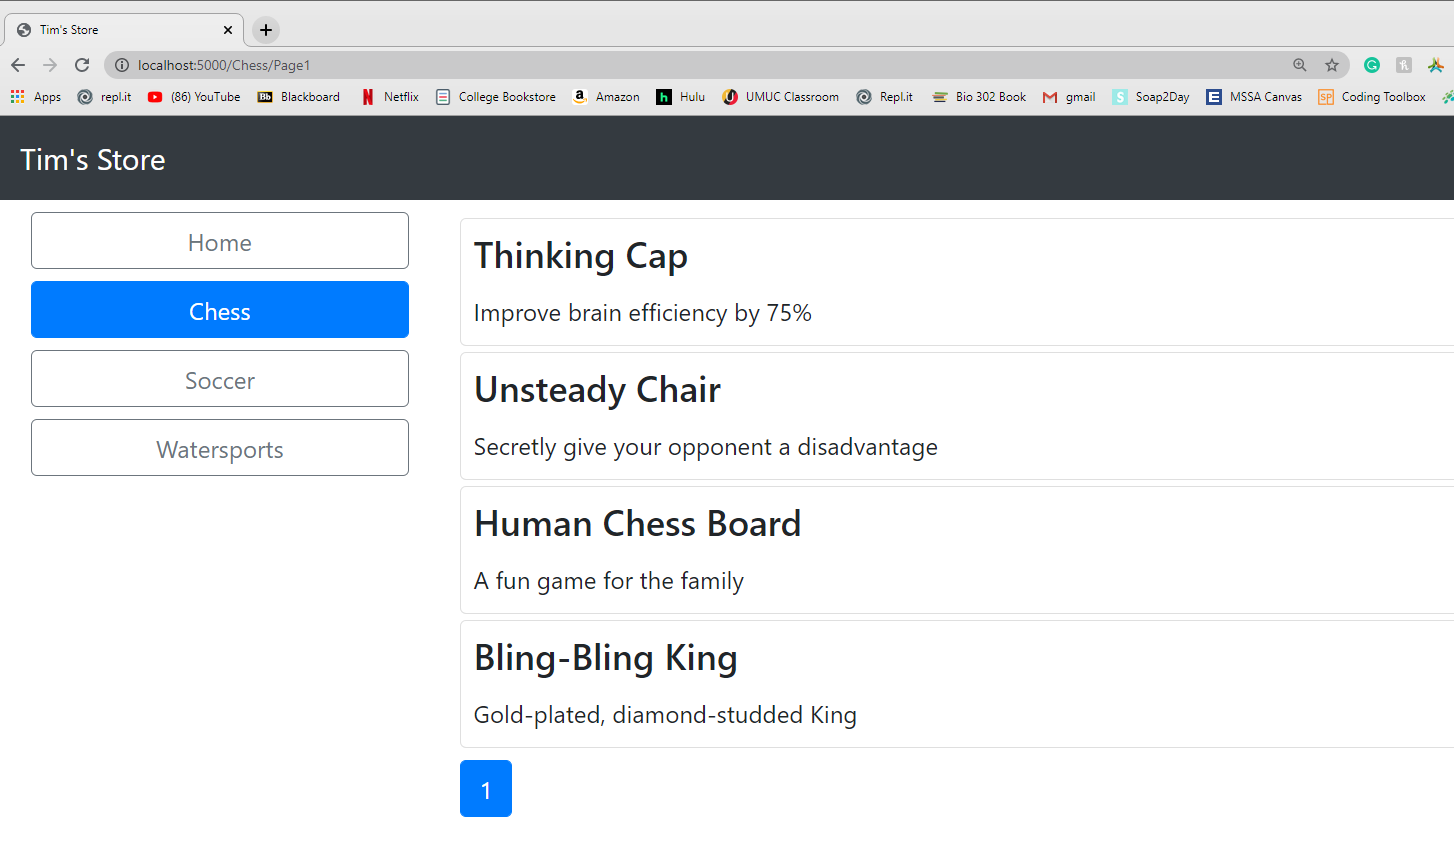 Tim's Store
localhost:5000/Chess/Page1
Apps repl.it (86) YouTube Bb Blackboard Netflix College Bookstore a Amazon h Hulu UMUC Classroom Repl.it Bio 302 Book gmail S Soap2Day E MSSA Canvas SP Coding Toolbox
Tim's Store
Home
Chess
Soccer
Watersports
Thinking Cap
Improve brain efficiency by 75%
Unsteady Chair
Secretly give your opponent a disadvantage
Human Chess Board
A fun game for the family
Bling-Bling King
Gold-plated, diamond-studded King
1